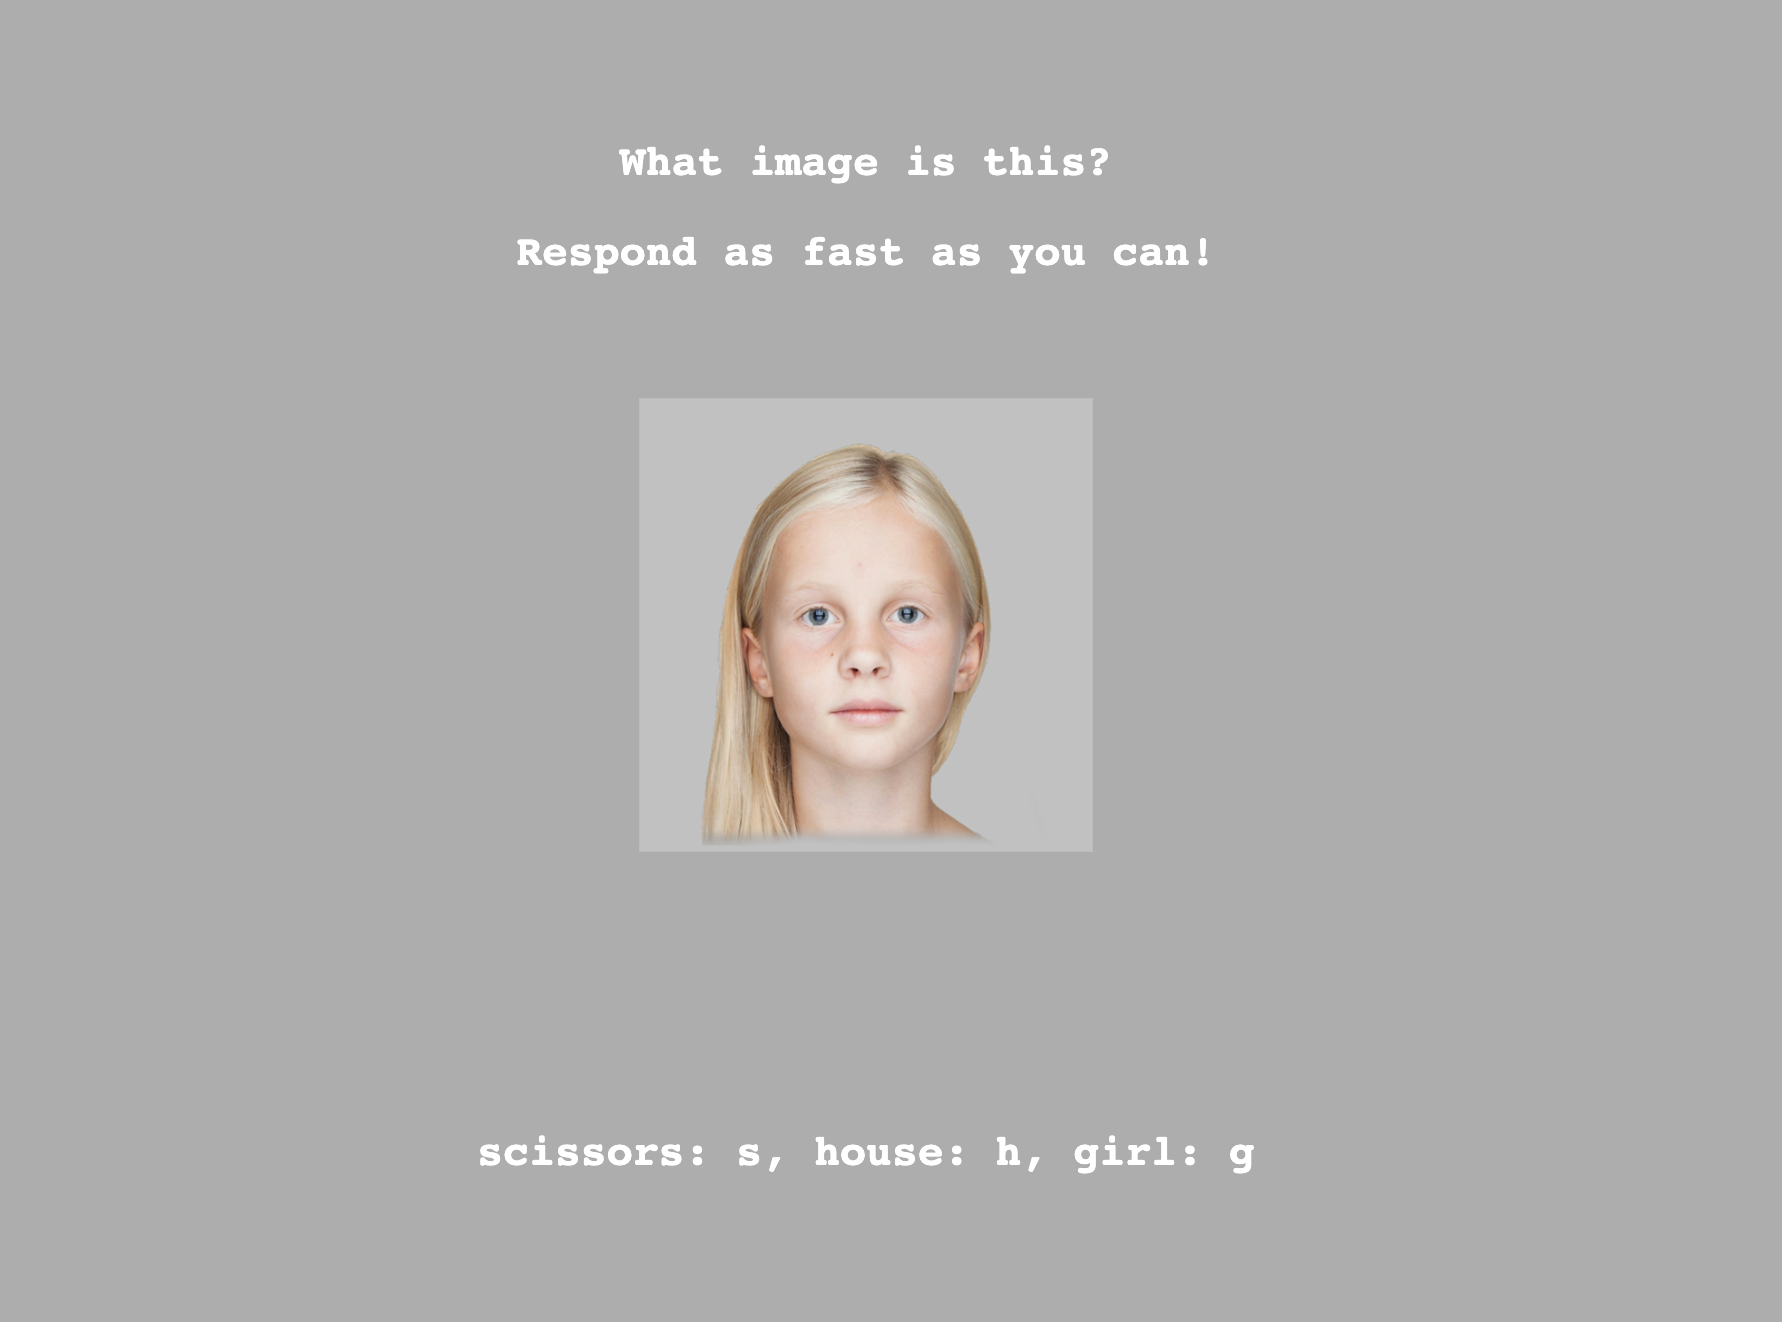 What image is this?
Respond as fast as you can!
scissors: s, house: h, girl: g